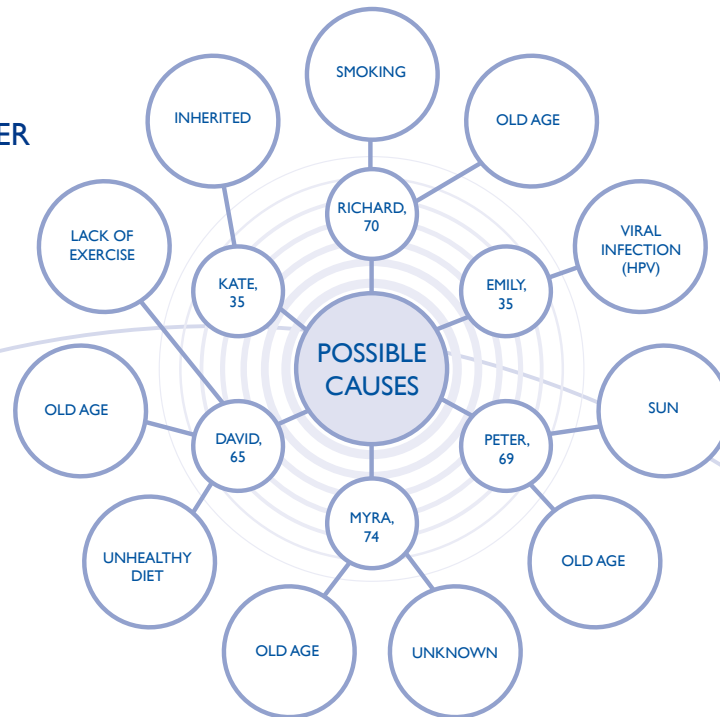 SMOKING
INHERITED
OLD AGE
ER
RICHARD,
70
LACK OF
EXERCISE
VIRAL
INFECTION
(HPV)
KATE,
35
EMILY,
35
POSSIBLE
CAUSES
OLD AGE
SUN
DAVID,
65
PETER,
69
MYRA,
74
UNHEALTHY
DIET
OLD AGE
OLD AGE
UNKNOWN